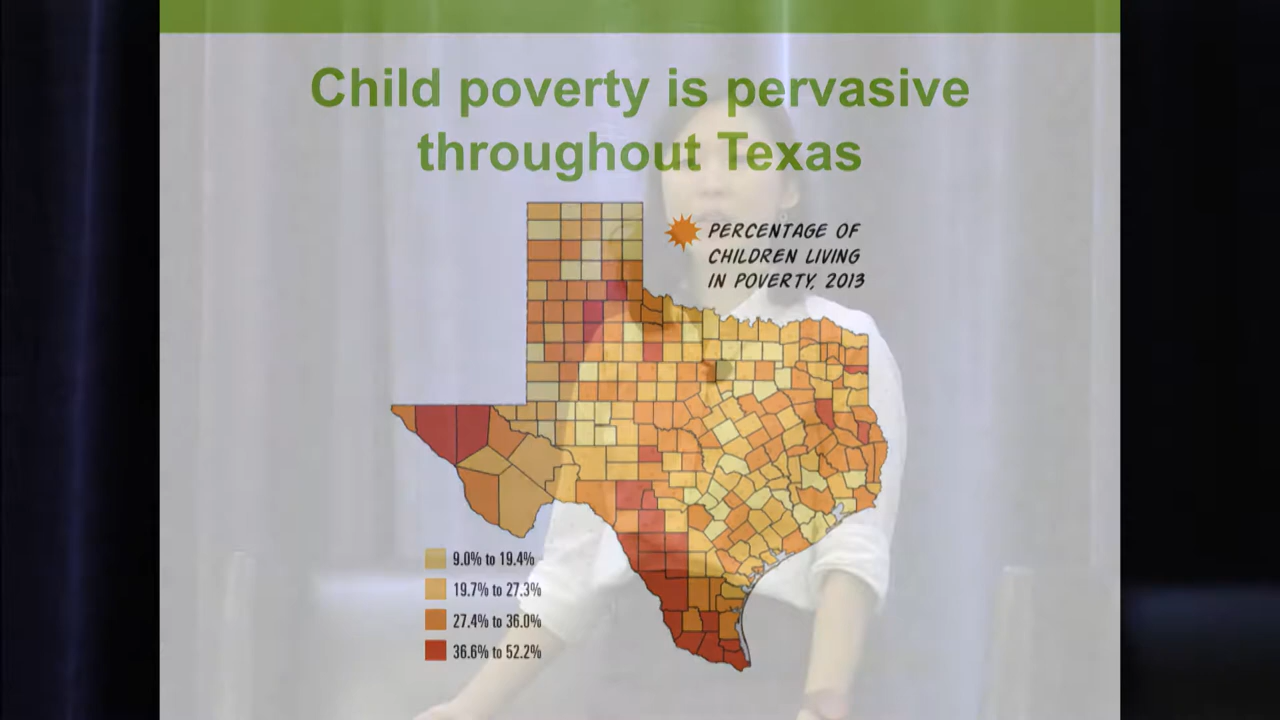 Child poverty is pervasive
throughout Texas
PERCENTAGE OF
CHILDREN LIVING
IN POVERTY, 2013
9.0% to 19.4%
19.7% to 27.3%
27.4% to 36.0%
36.6% to 52.2%